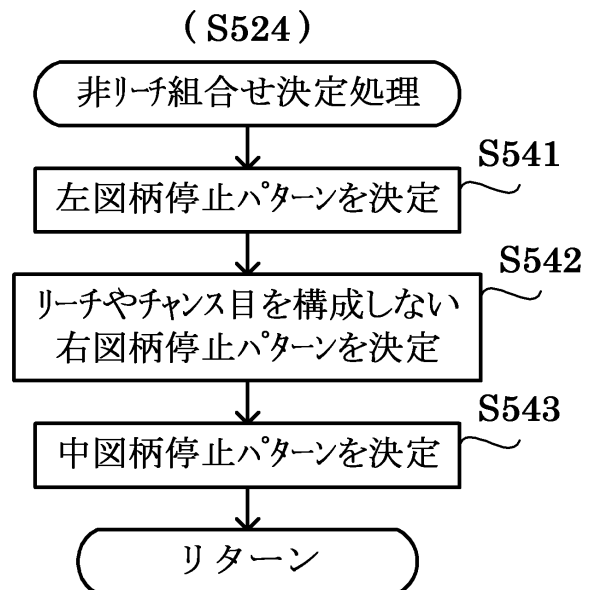 (S524)
非ﾘｰﾁ組合せ決定処理
S541
左図柄停止ﾊﾟﾀｰﾝを決定
S542
ﾘｰﾁやﾁｬﾝｽ目を構成しない
右図柄停止ﾊﾟﾀｰﾝを決定
S543
中図柄停止ﾊﾟﾀｰﾝを決定
リターン